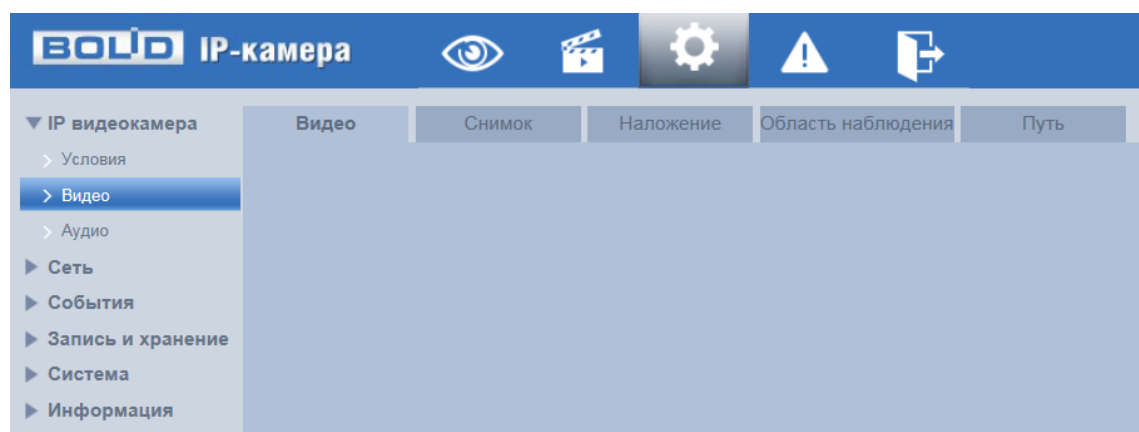 BOLID IP-камера
IP видеокамера
Видео
Снимок
Наложение
Область наблюдения
Путь
Условия
Видео
Аудио
Сеть
События
Запись и хранение
Система
Информация